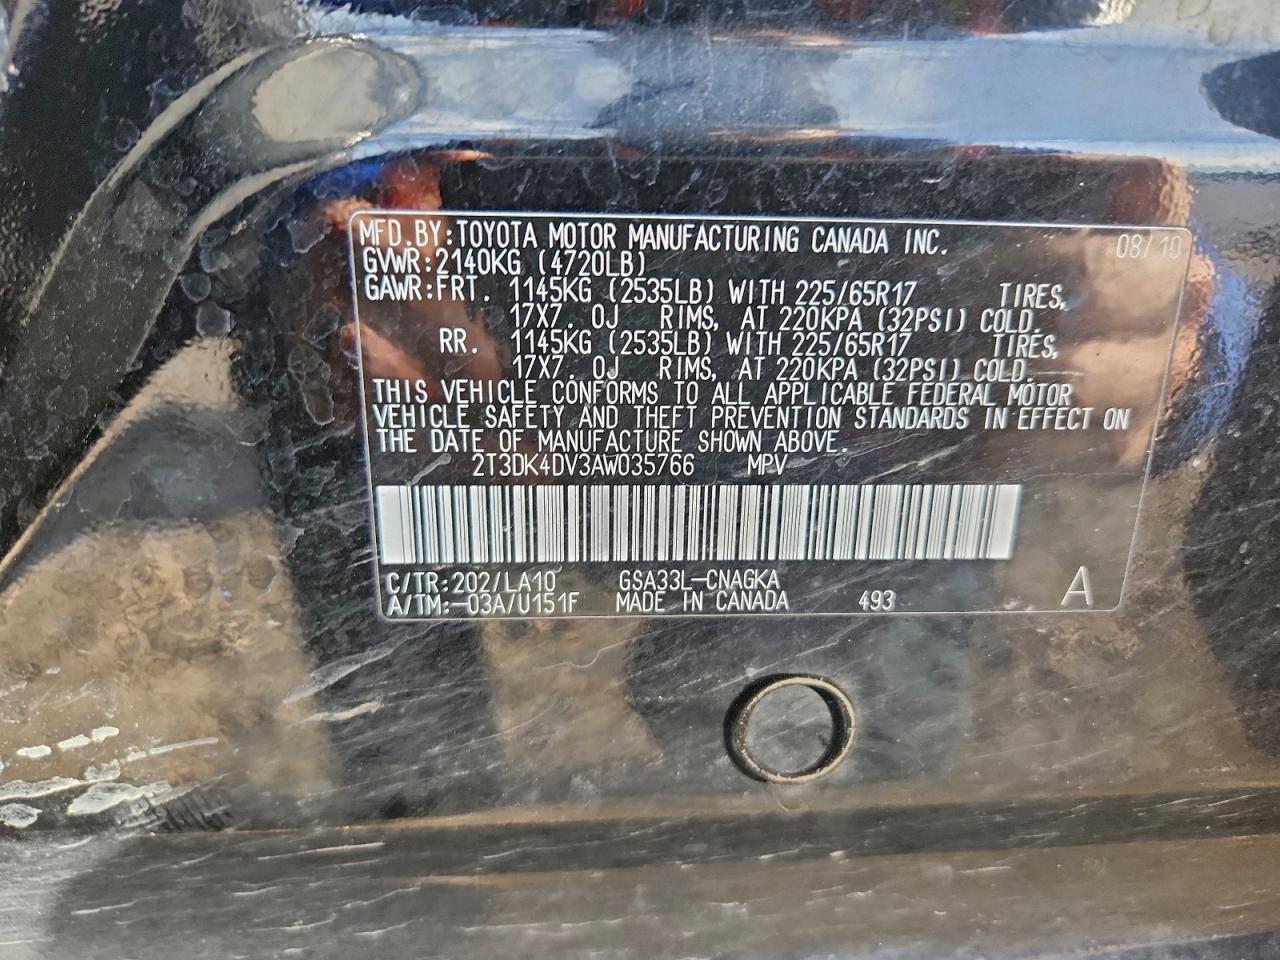 MFD.BY:TOYOTA MOTOR MANUFACTURING CANADA INC. 08/10
GVWR:2140KG (4720LB)
GAWR:FRT. 1145KG (2535LB) WITH 225/65R17 TIRES,
17X7. 0J RIMS, AT 220KPA (32PSI) COLD.
RR. 1145KG (2535LB) WITH 225/65R17 TIRES,
17X7. 0J RIMS, AT 220KPA (32PSI) COLD.
THIS VEHICLE CONFORMS TO ALL APPLICABLE FEDERAL MOTOR
VEHICLE SAFETY AND THEFT PREVENTION STANDARDS IN EFFECT ON
THE DATE OF MANUFACTURE SHOWN ABOVE.
2T3DK4DV3AW035766 MPV
C/TR:202/LA10 GSA33L-CNAGKA
A/TM:-03A/U151F MADE IN CANADA 493 A